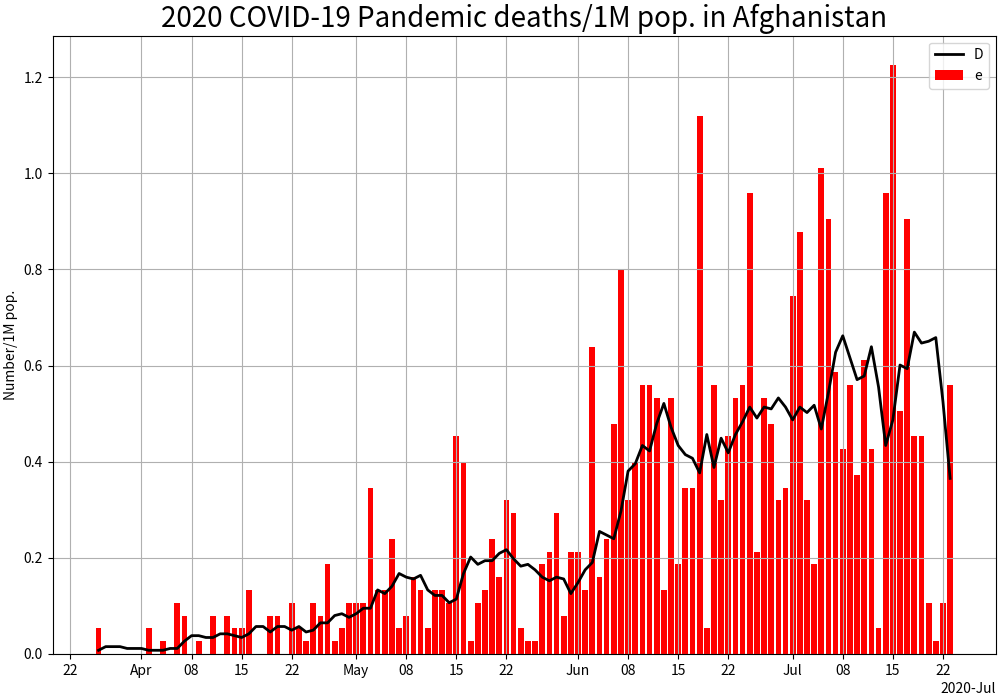 2020 COVID-19 Pandemic deaths/1M pop. in Afghanistan
D
e
Number/1M pop.
1.2
1.0
0.8
0.6
0.4
0.2
0.0
22 Apr 08 15 22 May 08 15 22 Jun 08 15 22 Jul 08 15 22
2020-Jul